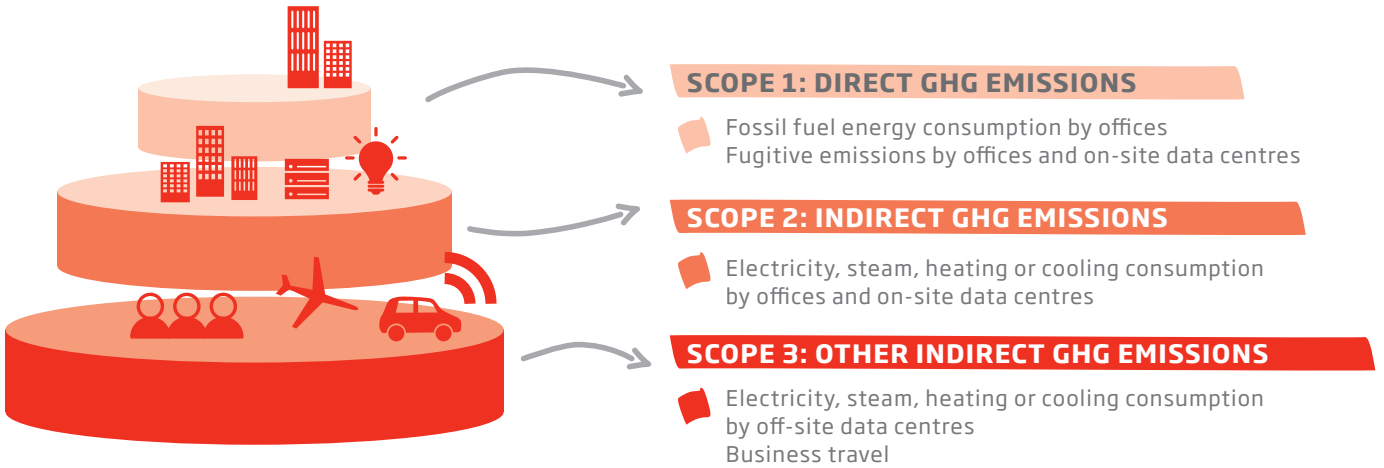 SCOPE 1: DIRECT GHG EMISSIONS
Fossil fuel energy consumption by offices
Fugitive emissions by offices and on-site data centres
SCOPE 2: INDIRECT GHG EMISSIONS
Electricity, steam, heating or cooling consumption
by offices and on-site data centres
SCOPE 3: OTHER INDIRECT GHG EMISSIONS
Electricity, steam, heating or cooling consumption
by off-site data centres
Business travel